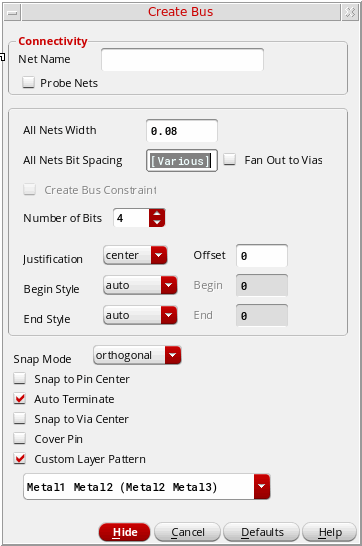 Create Bus
Connectivity
Net Name
Probe Nets
All Nets Width 0.08
All Nets Bit Spacing [Various] Fan Out to Vias
Create Bus Constraint
Number of Bits 4
Justification center Offset 0
Begin Style auto Begin 0
End Style auto End 0
Snap Mode orthogonal
Snap to Pin Center
Auto Terminate
Snap to Via Center
Cover Pin
Custom Layer Pattern
Metal1 Metal2 (Metal2 Metal3)
Hide Cancel Defaults Help